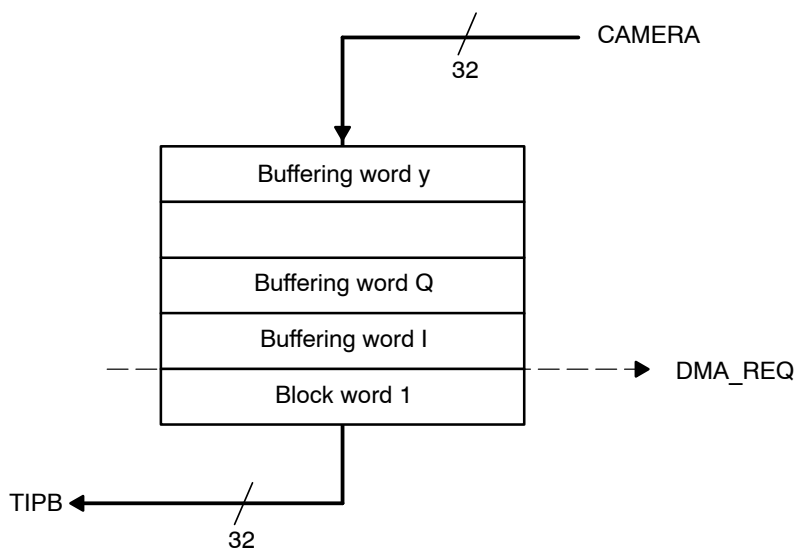 CAMERA
32
Buffering word y
Buffering word Q
Buffering word I
DMA_REQ
Block word 1
TIPB
32